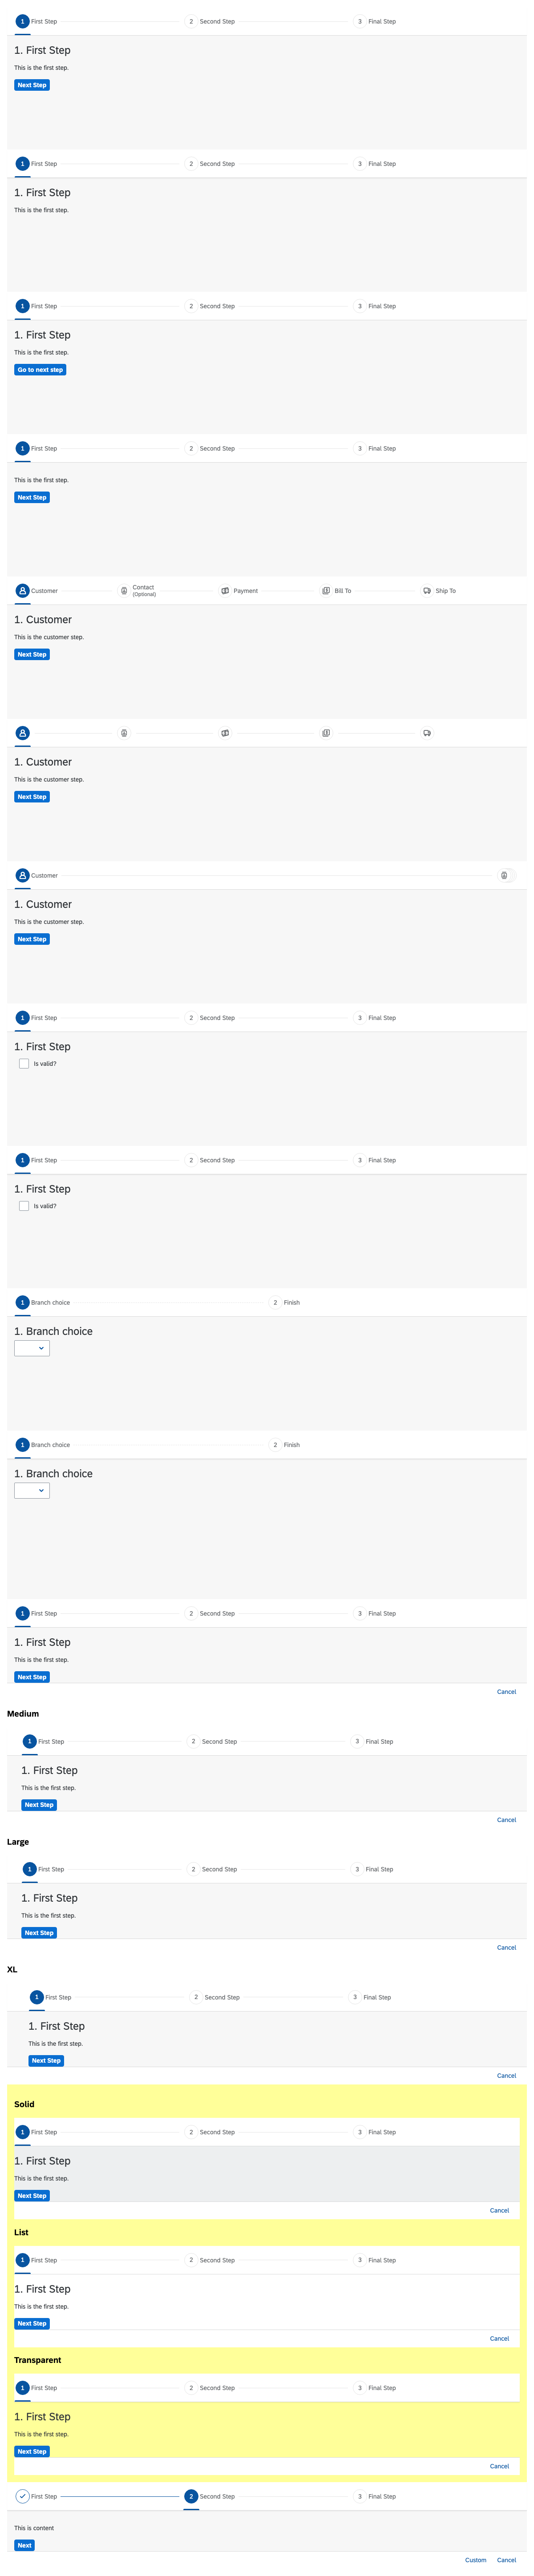 1 First Step 2 Second Step 3 Final Step
1. First Step
This is the first step.
Next Step
1 First Step 2 Second Step 3 Final Step
1. First Step
This is the first step.
1 First Step 2 Second Step 3 Final Step
1. First Step
This is the first step.
Go to next step
1 First Step 2 Second Step 3 Final Step
This is the first step.
Next Step
Customer Contact Payment Bill To Ship To
(Optional)
1. Customer
This is the customer step.
Next Step
1. Customer
This is the customer step.
Next Step
Customer
1. Customer
This is the customer step.
Next Step
1 First Step 2 Second Step 3 Final Step
1. First Step
Is valid?
1 First Step 2 Second Step 3 Final Step
1. First Step
Is valid?
1 Branch choice 2 Finish
1. Branch choice
1 Branch choice 2 Finish
1. Branch choice
1 First Step 2 Second Step 3 Final Step
1. First Step
This is the first step.
Next Step
Cancel
Medium
1 First Step 2 Second Step 3 Final Step
1. First Step
This is the first step.
Next Step
Cancel
Large
1 First Step 2 Second Step 3 Final Step
1. First Step
This is the first step.
Next Step
Cancel
XL
1 First Step 2 Second Step 3 Final Step
1. First Step
This is the first step.
Next Step
Cancel
Solid
1 First Step 2 Second Step 3 Final Step
1. First Step
This is the first step.
Next Step
Cancel
List
1 First Step 2 Second Step 3 Final Step
1. First Step
This is the first step.
Next Step
Cancel
Transparent
1 First Step 2 Second Step 3 Final Step
1. First Step
This is the first step.
Next Step
Cancel
First Step 2 Second Step 3 Final Step
This is content
Next
Custom Cancel